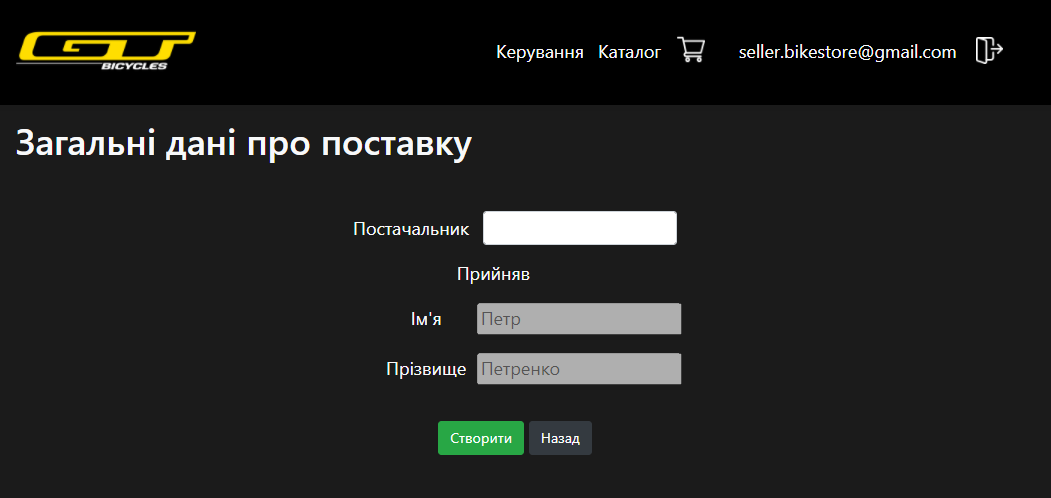 GT
BICYCLES
Керування Каталог seller.bikestore@gmail.com
Загальні дані про поставку
Постачальник
Прийняв
Ім'я Петр
Прізвище Петренко
Створити Назад